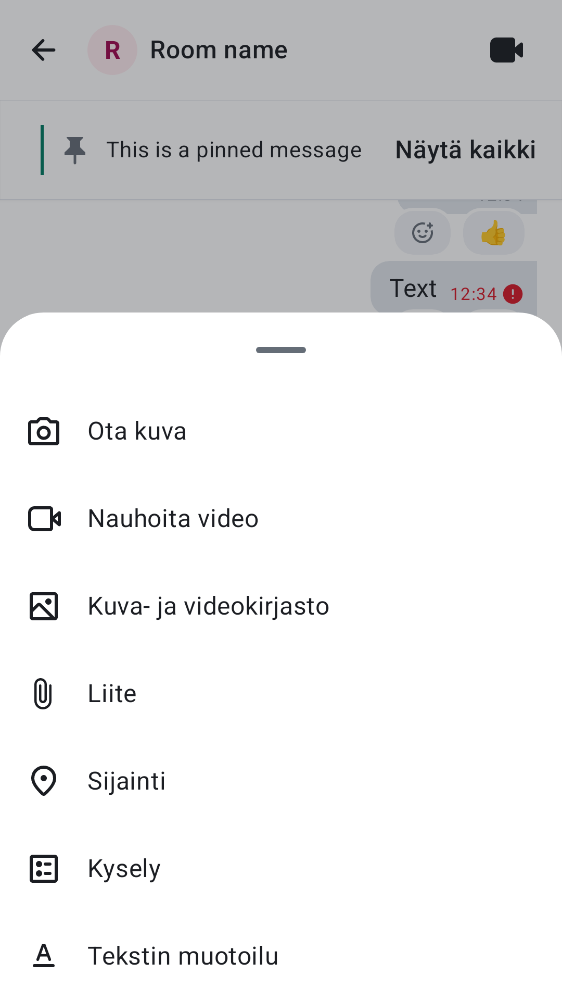 R Room name
This is a pinned message Näytä kaikki
Text 12:34
Ota kuva
Nauhoita video
Kuva- ja videokirjasto
Liite
Sijainti
Kysely
Tekstin muotoilu